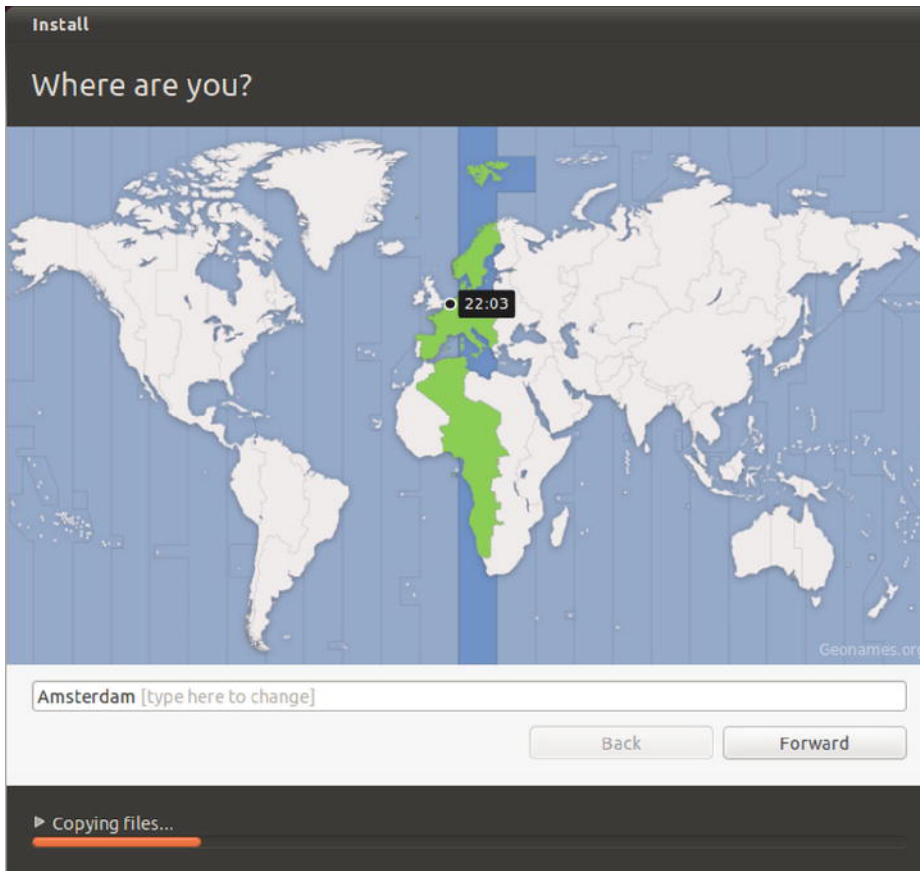 Install
Where are you?
22:03
Geonames.org
Amsterdam [type here to change]
Back Forward
Copying files...